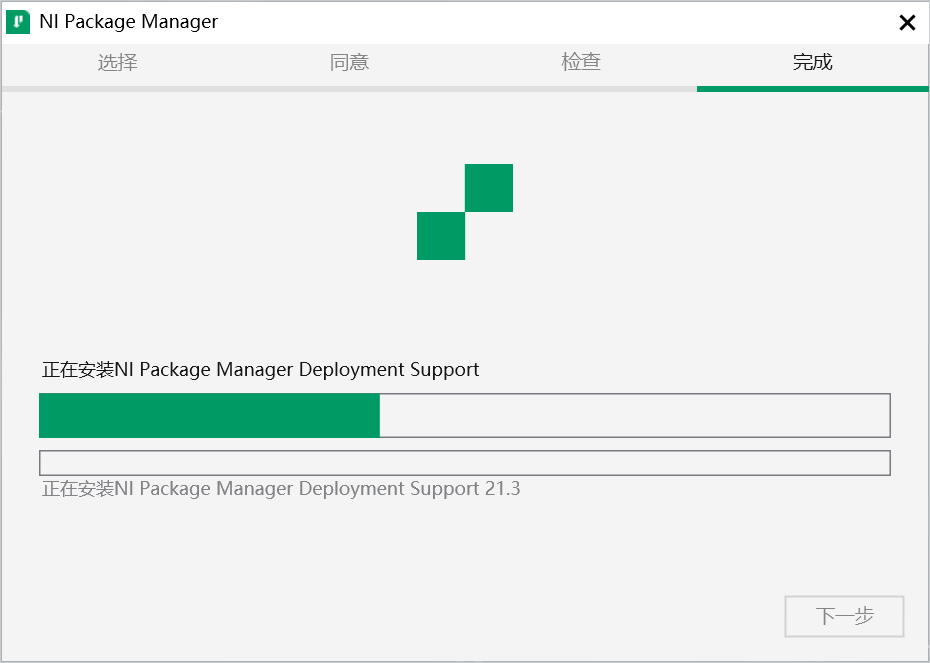 NI Package Manager
选择 同意 检查 完成
正在安装NI Package Manager Deployment Support
正在安装NI Package Manager Deployment Support 21.3
下一步